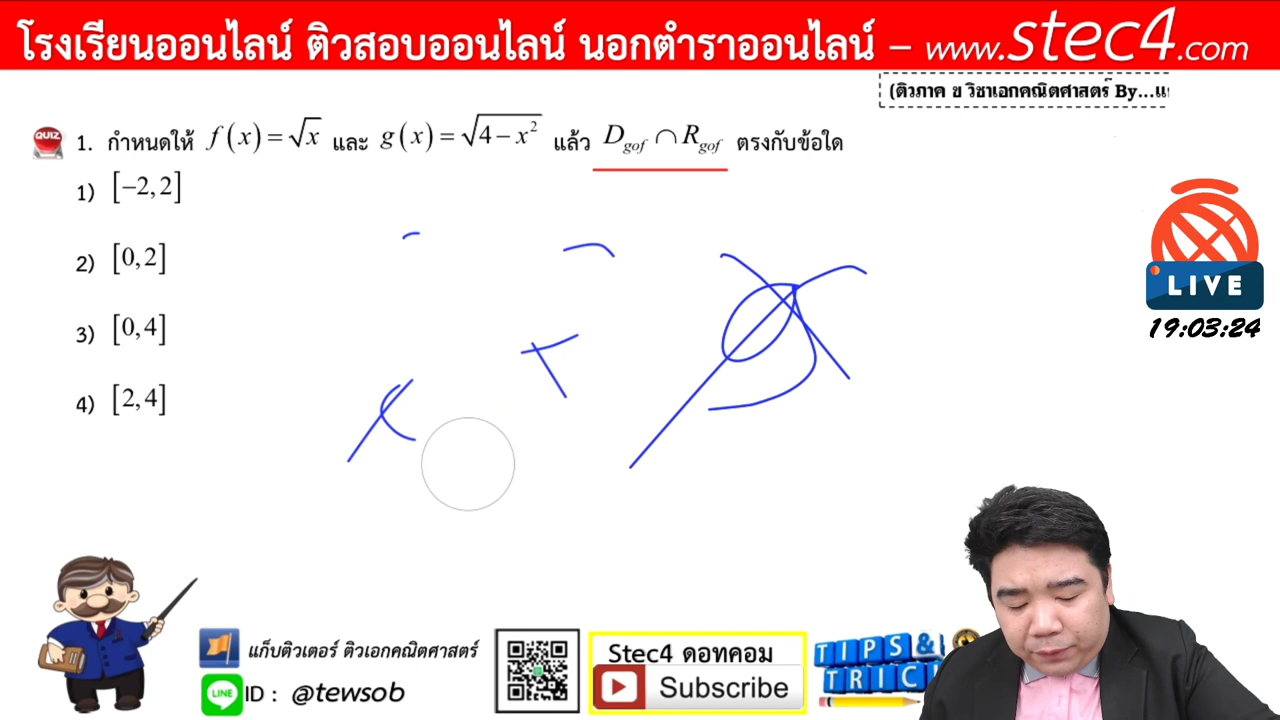 โรงเรียนออนไลน์ ติวสอบออนไลน์ นอกตำราออนไลน์ – www.stec4.com
(ติวภาค ข วิชาเอกคณิตศาสตร์ By...แ
QUIZ 1. กำหนดให้ f(x)=√x และ g(x)=√(4−x²) แล้ว D_gof ∩ R_gof ตรงกับข้อใด
1) [−2,2]
2) [0,2]
3) [0,4]
4) [2,4]
LIVE
19:03:24
แก็บติวเตอร์ ติวเอกคณิตศาสตร์
LINE ID : @tewsob
Stec4 ดอทคอม
Subscribe
TIPS &
TRIC